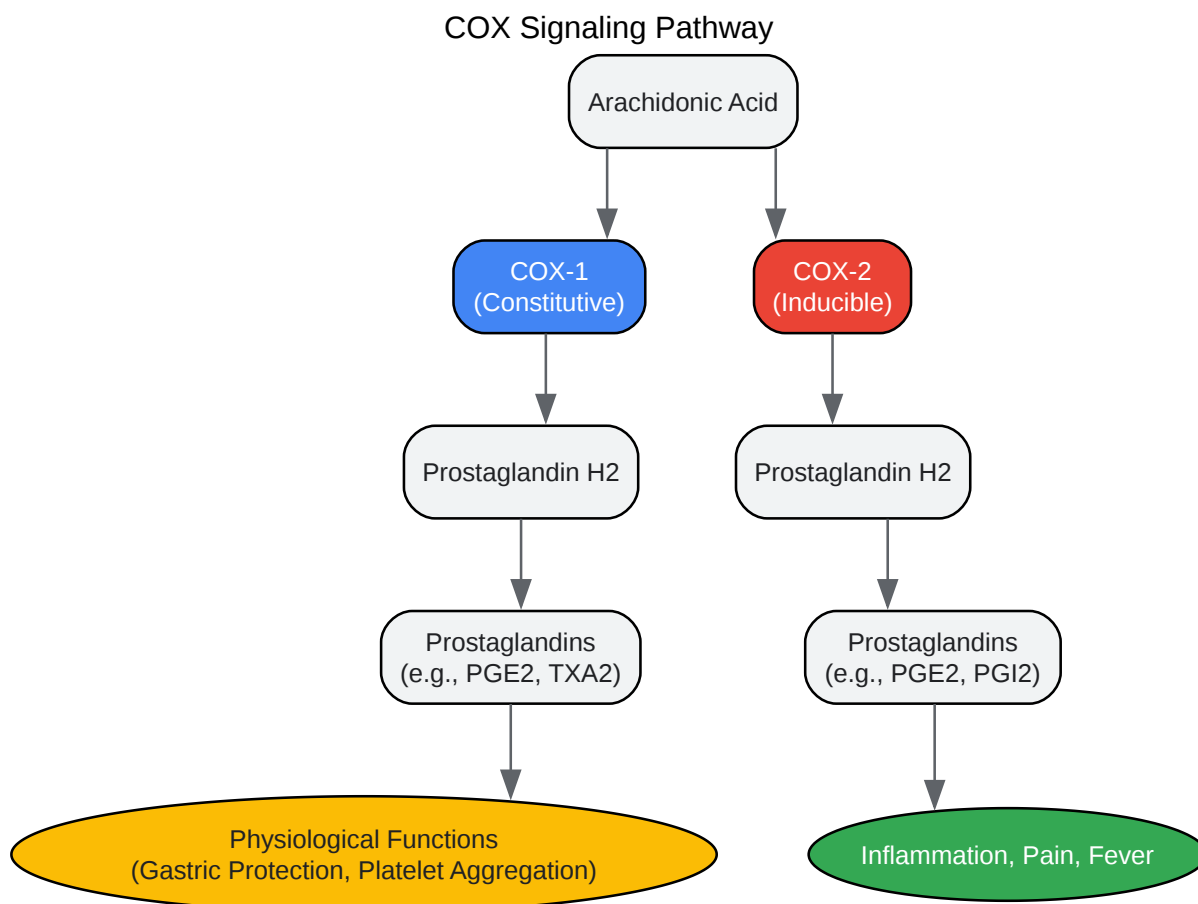 COX Signaling Pathway
Arachidonic Acid
COX-1
(Constitutive)
COX-2
(Inducible)
Prostaglandin H2
Prostaglandin H2
Prostaglandins
(e.g., PGE2, TXA2)
Prostaglandins
(e.g., PGE2, PGI2)
Physiological Functions
(Gastric Protection, Platelet Aggregation)
Inflammation, Pain, Fever